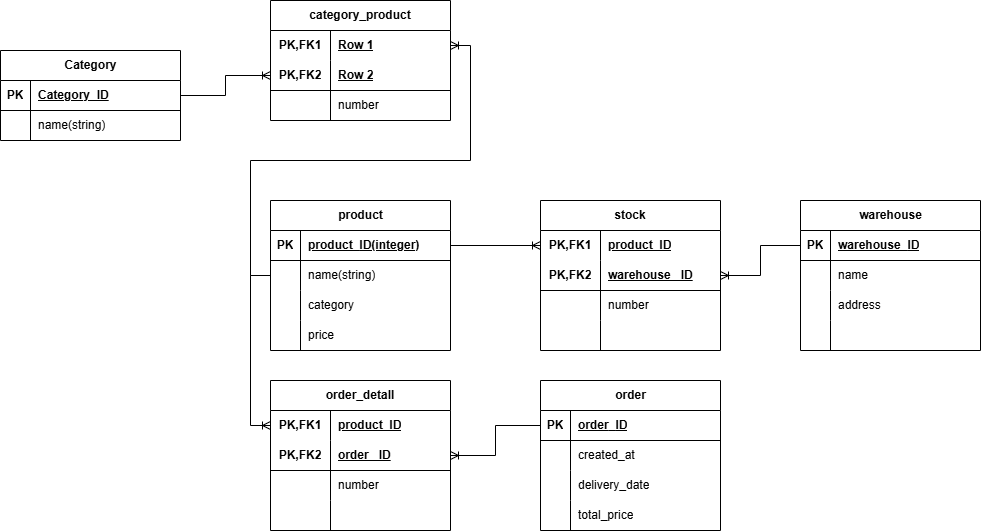 category_product
PK,FK1 Row 1
PK,FK2 Row 2
number
Category
PK Category_ID
name(string)
product
PK product_ID(integer)
name(string)
category
price
stock
PK,FK1 product_ID
PK,FK2 warehouse_ID
number
warehouse
PK warehouse_ID
name
address
order_detall
PK,FK1 product_ID
PK,FK2 order_ID
number
order
PK order_ID
created_at
delivery_date
total_price